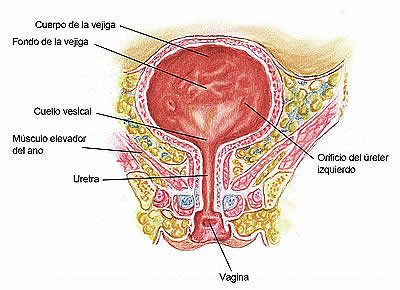 Cuerpo de la vejiga
Fondo de la vejiga
Cuello vesical
Músculo elevador
del ano
Uretra
Orificio del úreter
izquierdo
Vagina